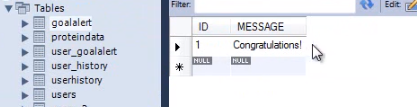 Tables
goalalert
proteindata
user_goalalert
user_history
userhistory
users
Filter:
Edit:
ID MESSAGE
1 Congratulations!
NULL NULL